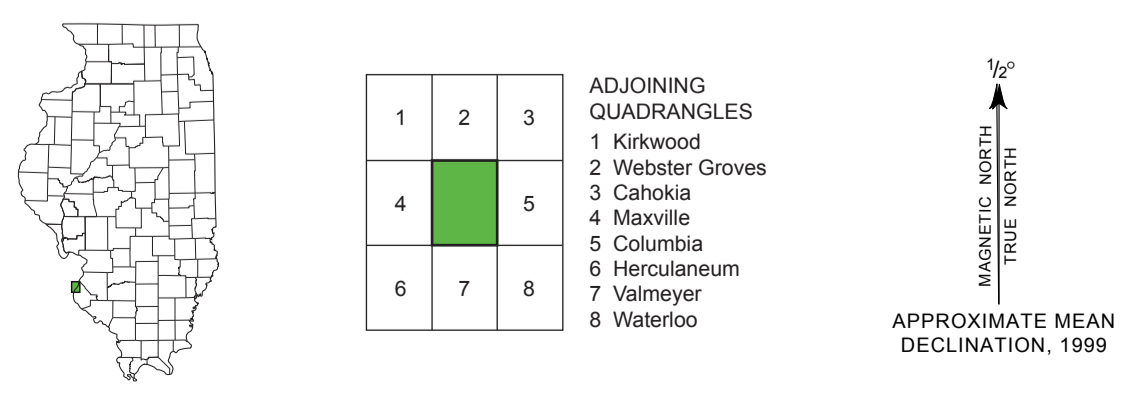 1 2 3
4 5
6 7 8
ADJOINING
QUADRANGLES
1 Kirkwood
2 Webster Groves
3 Cahokia
4 Maxville
5 Columbia
6 Herculaneum
7 Valmeyer
8 Waterloo
1/2°
MAGNETIC NORTH
TRUE NORTH
APPROXIMATE MEAN
DECLINATION, 1999